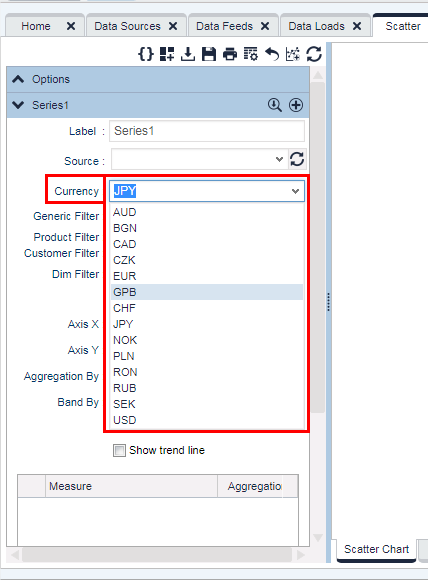 Home Data Sources Data Feeds Data Loads Scatter
{}
Options
Series1
Label : Series1
Source :
Currency JPY
Generic Filter
Product Filter
Customer Filter
Dim Filter
Axis X
Axis Y
Aggregation By
Band By
AUD
BGN
CAD
CZK
EUR
GPB
CHF
JPY
NOK
PLN
RON
RUB
SEK
USD
Show trend line
Measure Aggregatio
Scatter Chart